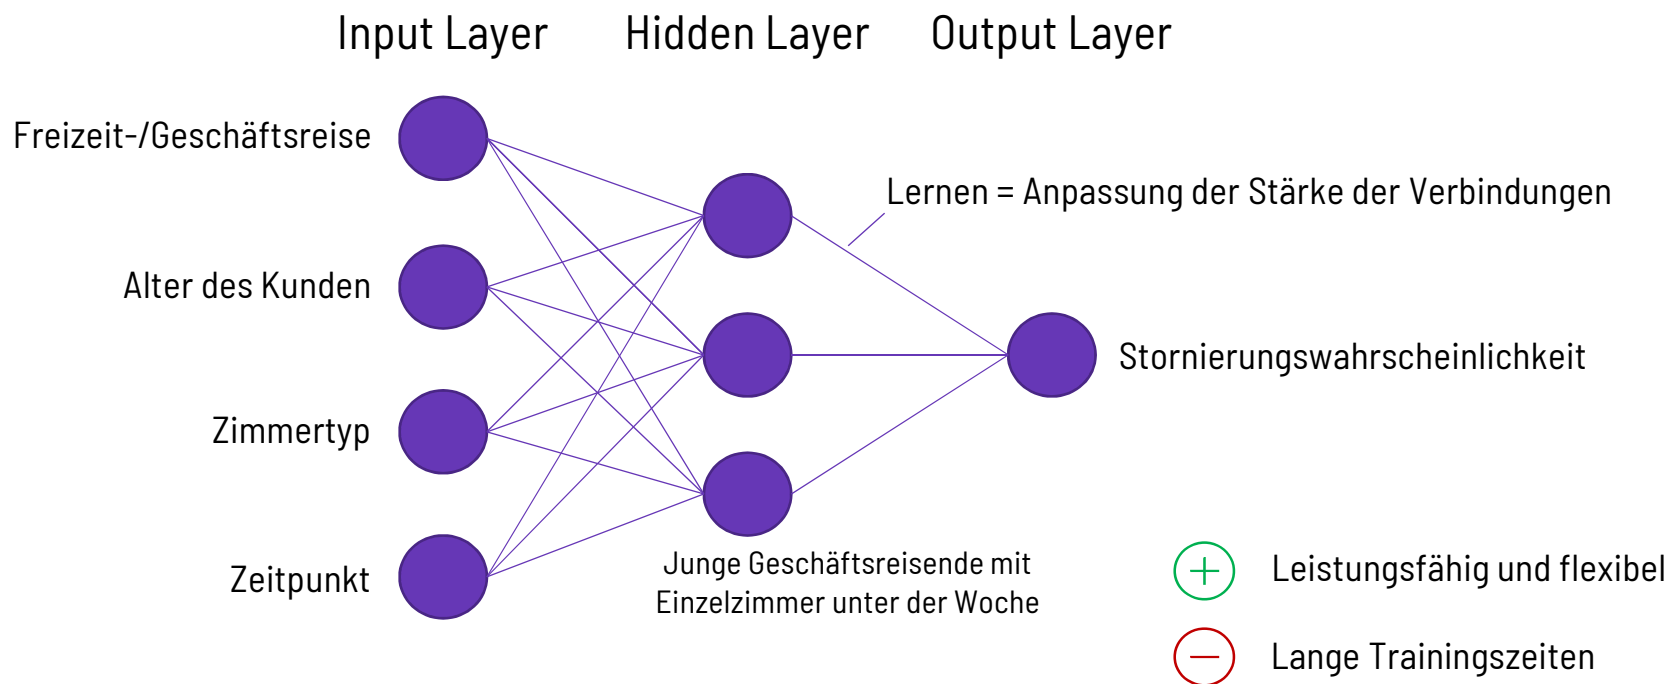 Input Layer
Hidden Layer
Output Layer
Freizeit-/Geschäftsreise
Lernen = Anpassung der Stärke der Verbindungen
Alter des Kunden
Stornierungswahrscheinlichkeit
Zimmertyp
Zeitpunkt
Junge Geschäftsreisende mit
Einzelzimmer unter der Woche
Leistungsfähig und flexibel
Lange Trainingszeiten